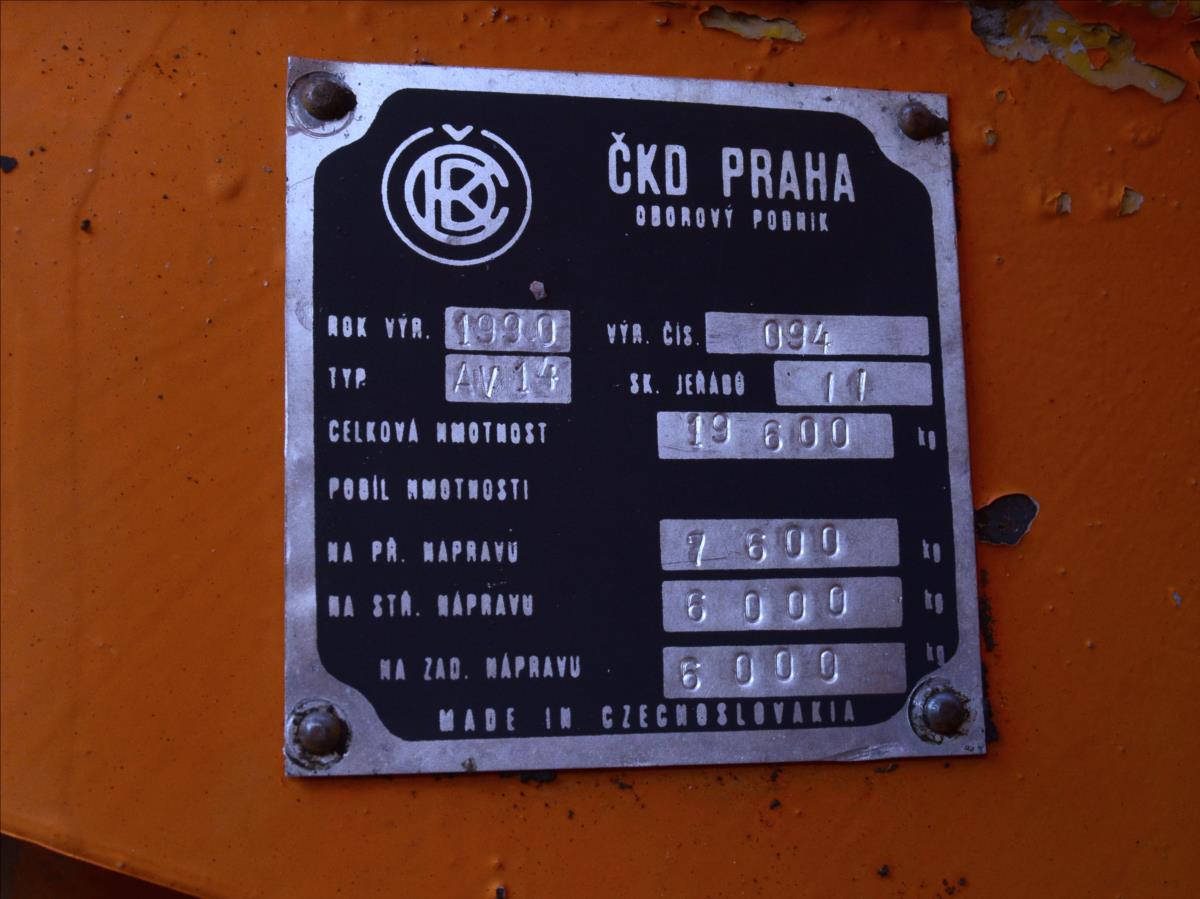 ČKD
ČKD PRAHA
OBOROVÝ PODNIK
ROK VÝR. 1990 VÝR. ČÍS. 094
TYP. AV 14 SK. JEŘÁBŮ 11
CELKOVÁ HMOTNOST 19 600 kg
PODÍL HMOTNOSTI
NA PŘ. NÁPRAVU 7 600 kg
NA STŘ. NÁPRAVU 6 000 kg
NA ZAD. NÁPRAVU 6 000 kg
MADE IN CZECHOSLOVAKIA